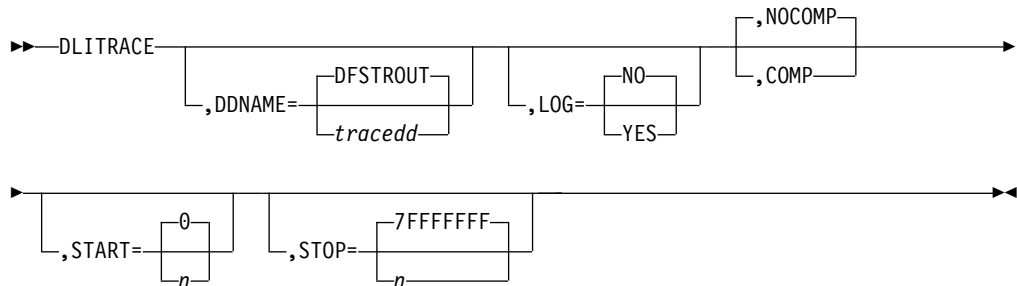 ,NOCOMP
DLITRACE
DFSTROUT NO ,COMP
,DDNAME= ,LOG=
tracedd YES
0 7FFFFFFF
,START= ,STOP=
n n